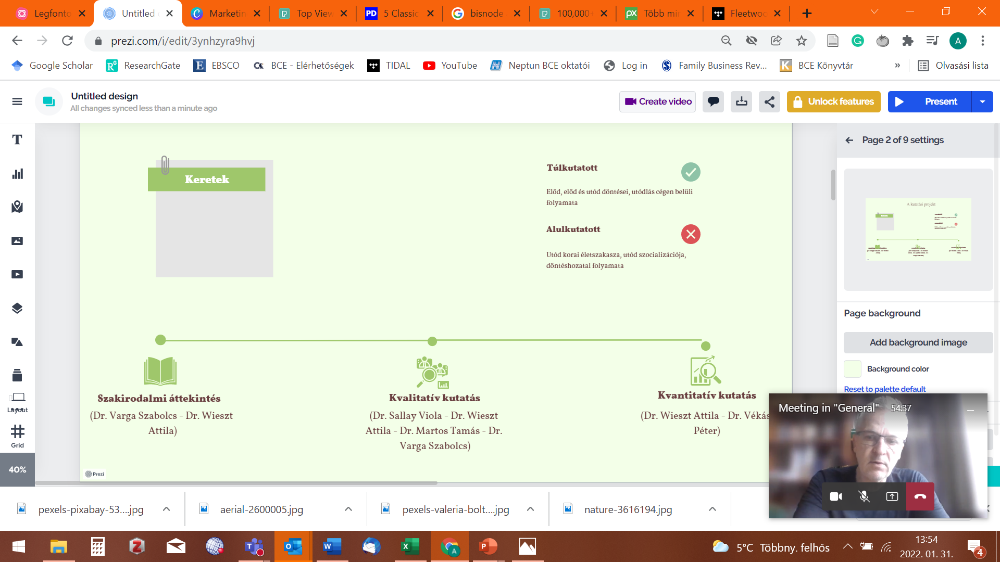 Legfonto
Untitled
Marketin
Top View
PD
5 Classic
bisnode
100,000+
px
Több mi
Fleetwoo
prezi.com/i/edit/3ynhzyra9hvj
A
Google Scholar
ResearchGate
EBSCO
BCE - Elérhetőségek
TIDAL
YouTube
Neptun BCE oktatói
Log in
Family Business Rev...
BCE Könyvtár
»
Olvasási lista
Untitled design
All changes synced less than a minute ago
Create video
Unlock features
Present
Page 2 of 9 settings
Keretek
Túlkutatott
Előd, előd és utód döntései, utódlás cégen belüli
folyamata
Alulkutatott
Utód korai életszakasza, utód szocializációja,
döntéshozatal folyamata
A kutatási projekt
Page background
Add background image
Background color
Reset to palette default
Szakirodalmi áttekintés
(Dr. Varga Szabolcs - Dr. Wieszt
Attila)
Kvalitatív kutatás
(Dr. Sallay Viola - Dr. Wieszt
Attila - Dr. Martos Tamás - Dr.
Varga Szabolcs)
Kvantitatív kutatás
(Dr. Wieszt Attila - Dr. Vékás
Péter)
Layout
Grid
40%
Prezi
Meeting in "General"
54:37
pexels-pixabay-53....jpg
aerial-2600005.jpg
pexels-valeria-bolt....jpg
nature-3616194.jpg
5°C Többny. felhős
13:54
2022. 01. 31.
4